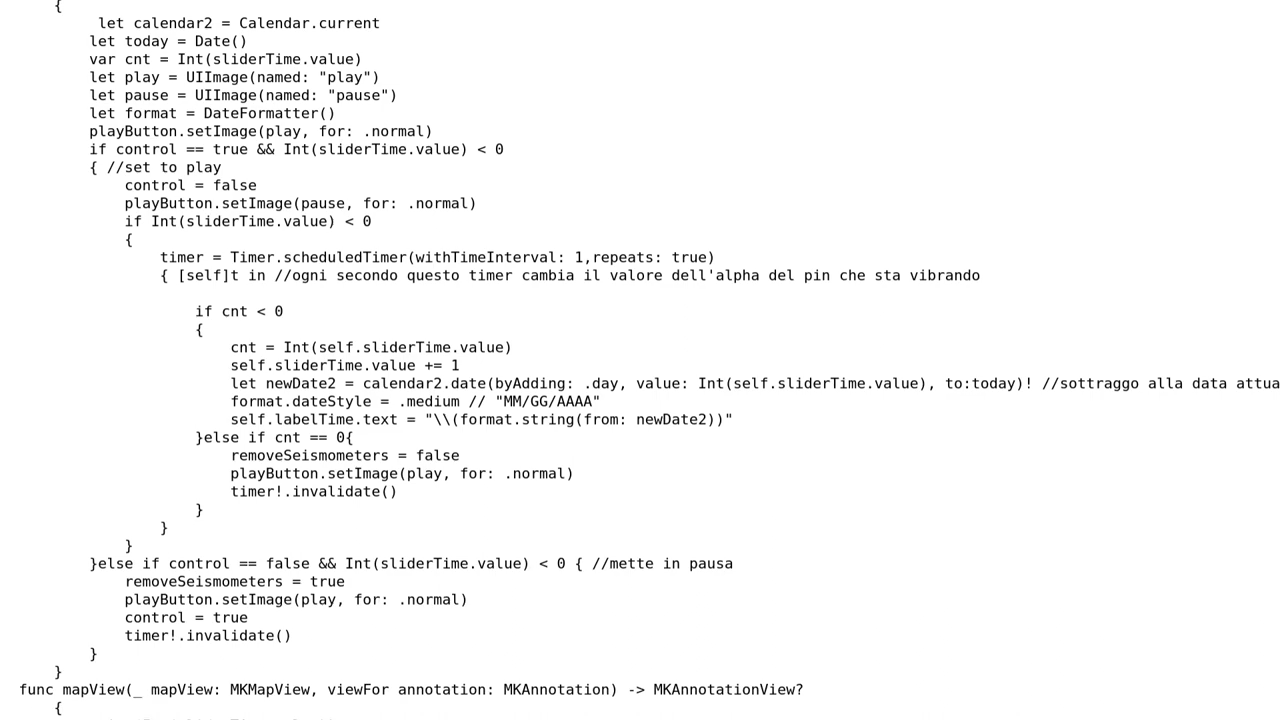 {
let calendar2 = Calendar.current
let today = Date()
var cnt = Int(sliderTime.value)
let play = UIImage(named: "play")
let pause = UIImage(named: "pause")
let format = DateFormatter()
playButton.setImage(play, for: .normal)
if control == true && Int(sliderTime.value) < 0
{ //set to play
control = false
playButton.setImage(pause, for: .normal)
if Int(sliderTime.value) < 0
{
timer = Timer.scheduledTimer(withTimeInterval: 1,repeats: true)
{ [self]t in //ogni secondo questo timer cambia il valore dell'alpha del pin che sta vibrando
if cnt < 0
{
cnt = Int(self.sliderTime.value)
self.sliderTime.value += 1
let newDate2 = calendar2.date(byAdding: .day, value: Int(self.sliderTime.value), to:today)! //sottraggo alla data attua
format.dateStyle = .medium // "MM/GG/AAAA"
self.labelTime.text = "\\(format.string(from: newDate2))"
}else if cnt == 0{
removeSeismometers = false
playButton.setImage(play, for: .normal)
timer!.invalidate()
}
}
}
}else if control == false && Int(sliderTime.value) < 0 { //mette in pausa
removeSeismometers = true
playButton.setImage(play, for: .normal)
control = true
timer!.invalidate()
}
}
func mapView(_ mapView: MKMapView, viewFor annotation: MKAnnotation) -> MKAnnotationView?
{